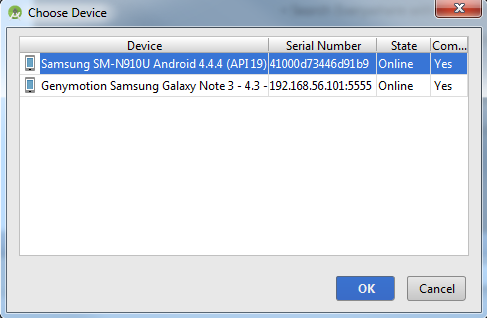 Choose Device
Device Serial Number State Com...
Samsung SM-N910U Android 4.4.4 (API 19) 41000d73446d91b9 Online Yes
Genymotion Samsung Galaxy Note 3 - 4.3 - 192.168.56.101:5555 Online Yes
OK Cancel